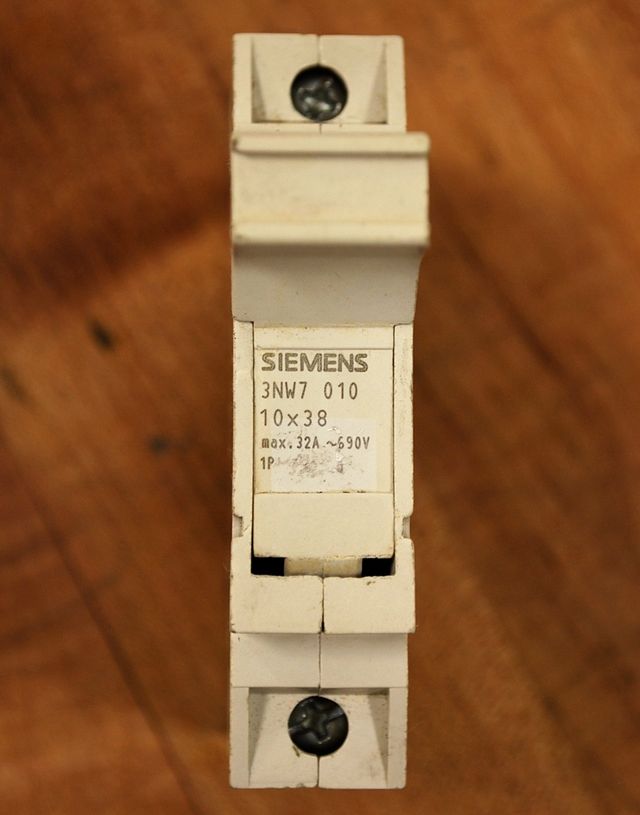 SIEMENS
3NW7 010
10x38
max.32A ~690V
1P